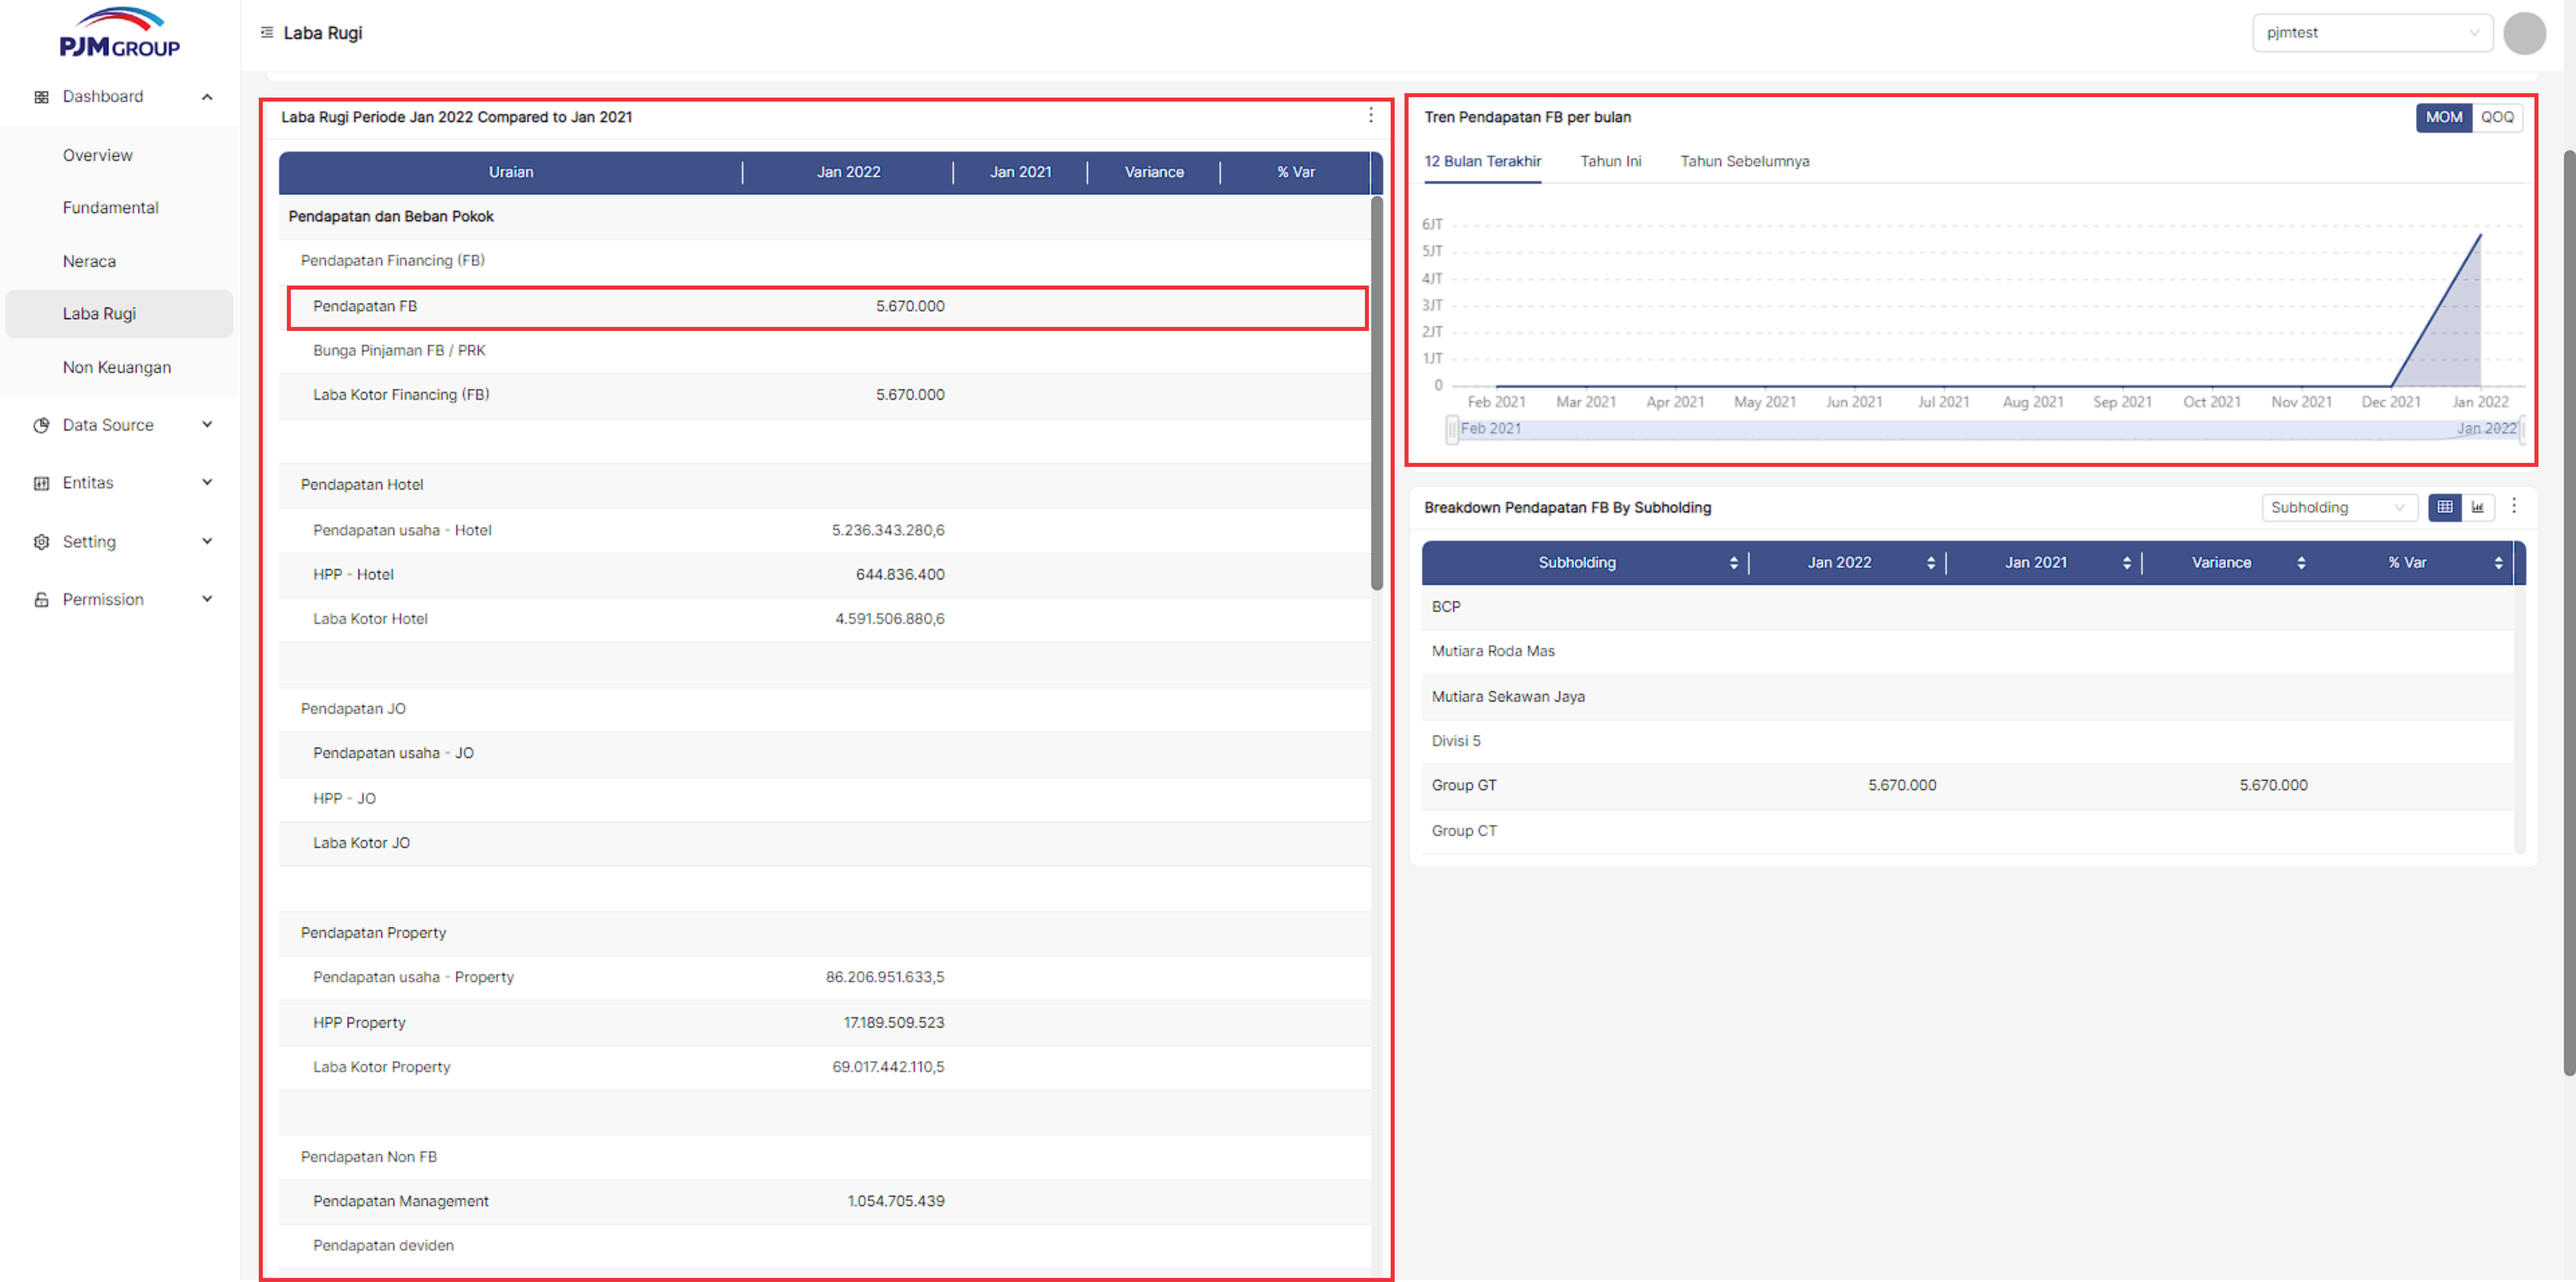 PJM GROUP
Laba Rugi
pjmtest
Dashboard
Overview
Fundamental
Neraca
Laba Rugi
Non Keuangan
Data Source
Entitas
Setting
Permission
Laba Rugi Periode Jan 2022 Compared to Jan 2021
Uraian Jan 2022 Jan 2021 Variance % Var
Pendapatan dan Beban Pokok
Pendapatan Financing (FB)
Pendapatan FB 5.670.000
Bunga Pinjaman FB / PRK
Laba Kotor Financing (FB) 5.670.000
Pendapatan Hotel
Pendapatan usaha - Hotel 5.236.343.280,6
HPP - Hotel 644.836.400
Laba Kotor Hotel 4.591.506.880,6
Pendapatan JO
Pendapatan usaha - JO
HPP - JO
Laba Kotor JO
Pendapatan Property
Pendapatan usaha - Property 86.206.951.633,5
HPP Property 17.189.509.523
Laba Kotor Property 69.017.442.110,5
Pendapatan Non FB
Pendapatan Management 1.054.705.439
Pendapatan deviden
Tren Pendapatan FB per bulan
MOM QOQ
12 Bulan Terakhir Tahun Ini Tahun Sebelumnya
6JT
5JT
4JT
3JT
2JT
1JT
0
Feb 2021 Mar 2021 Apr 2021 May 2021 Jun 2021 Jul 2021 Aug 2021 Sep 2021 Oct 2021 Nov 2021 Dec 2021 Jan 2022
Feb 2021 Jan 2022
Breakdown Pendapatan FB By Subholding
Subholding
Subholding Jan 2022 Jan 2021 Variance % Var
BCP
Mutiara Roda Mas
Mutiara Sekawan Jaya
Divisi 5
Group GT 5.670.000 5.670.000
Group CT